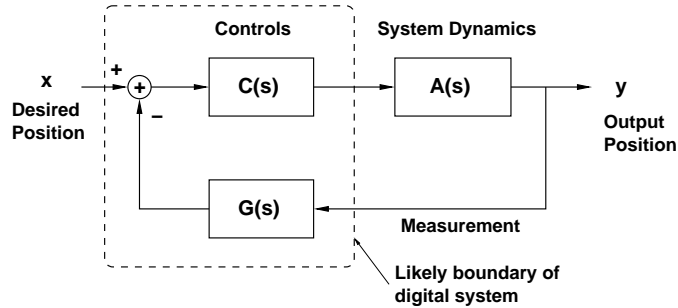 Controls
System Dynamics
x
Desired
Position
+
+
−
C(s)
A(s)
y
Output
Position
G(s)
Measurement
Likely boundary of
digital system